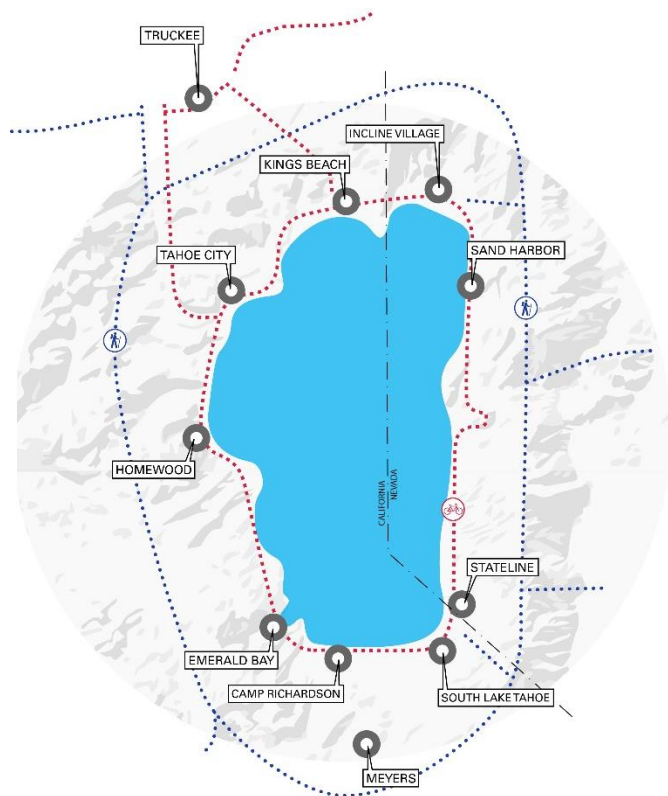 TRUCKEE
INCLINE VILLAGE
KINGS BEACH
SAND HARBOR
TAHOE CITY
HOMEWOOD
CALIFORNIA
NEVADA
STATELINE
EMERALD BAY
CAMP RICHARDSON
SOUTH LAKE TAHOE
MEYERS